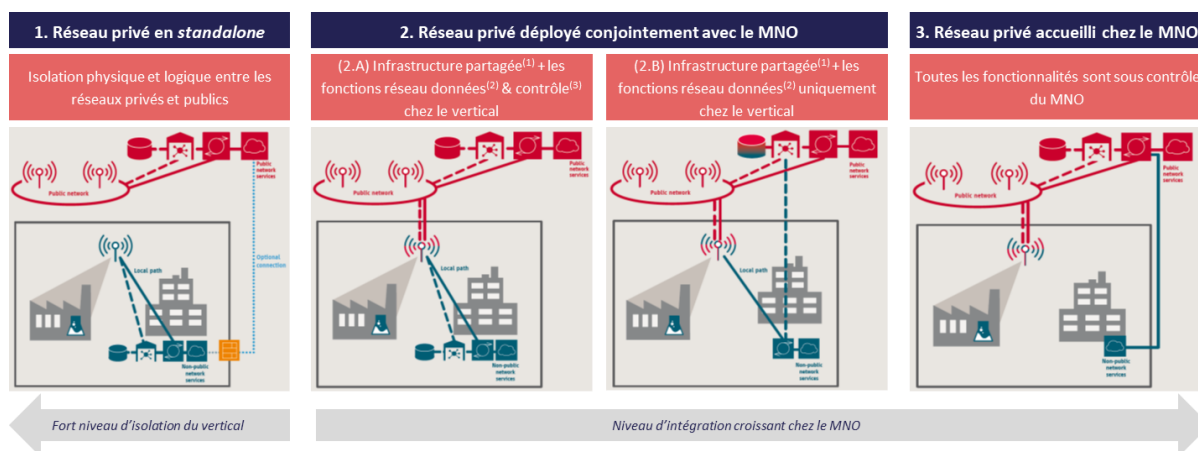 1. Réseau privé en standalone
2. Réseau privé déployé conjointement avec le MNO
3. Réseau privé accueilli chez le MNO
Isolation physique et logique entre les
réseaux privés et publics
(2.A) Infrastructure partagée(1) + les
fonctions réseau données(2) & contrôle(3)
chez le vertical
(2.B) Infrastructure partagée(1) + les
fonctions réseau données(2) uniquement
chez le vertical
Toutes les fonctionnalités sont sous contrôle
du MNO
Public
network
services
Public network
Optional
connection
Local path
Non-public
network
services
Public
network
services
Public network
Local path
Non-public
network
services
Public
network
services
Public network
Local path
Non-public
network
services
Public
network
services
Public network
Non-public
network
services
Fort niveau d'isolation du vertical
Niveau d'intégration croissant chez le MNO